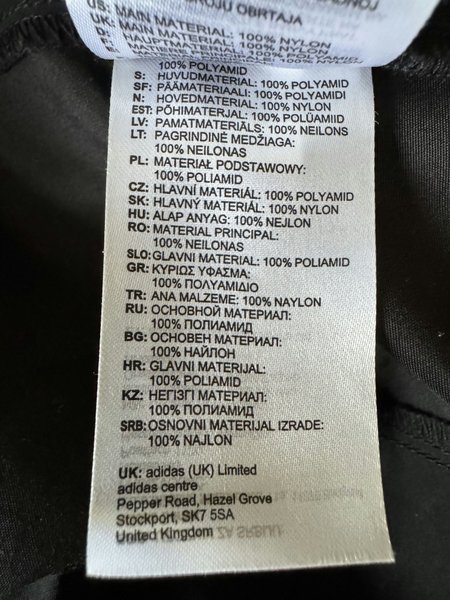 OBRTAJA
US: MAIN MATERIAL: 100% NYLON
UK: MAIN MATERIAL: 100% NYLON
100% POLYAMID
S: HUVUDMATERIAL: 100% POLYAMID
SF: PÄÄMATERIAALI: 100% POLYAMIDI
N: HOVEDMATERIAL: 100% NYLON
EST: PÕHIMATERJAL: 100% POLÜAMIID
LV: PAMATMATERIĀLS: 100% NEILONS
LT: PAGRINDINĖ MEDŽIAGA:
100% NEILONAS
PL: MATERIAŁ PODSTAWOWY:
100% POLIAMID
CZ: HLAVNÍ MATERIÁL: 100% POLYAMID
SK: HLAVNÝ MATERIÁL: 100% NYLON
HU: ALAP ANYAG: 100% NEJLON
RO: MATERIAL PRINCIPAL:
100% NEILONAS
SLO: GLAVNI MATERIAL: 100% POLIAMID
GR: ΚΥΡΙΩΣ ΥΦΑΣΜΑ:
100% ΠΟΛΥΑΜΙΔΙΟ
TR: ANA MALZEME: 100% NAYLON
RU: ОСНОВНОЙ МАТЕРИАЛ:
100% ПОЛИАМИД
BG: ОСНОВЕН МАТЕРИАЛ:
100% НАЙЛОН
HR: GLAVNI MATERIJAL:
100% POLIAMID
KZ: НЕГІЗГІ МАТЕРИАЛ:
100% ПОЛИАМИД
SRB: OSNOVNI MATERIJAL IZRADE:
100% NAJLON
UK: adidas (UK) Limited
adidas centre
Pepper Road, Hazel Grove
Stockport, SK7 5SA
United Kingdom